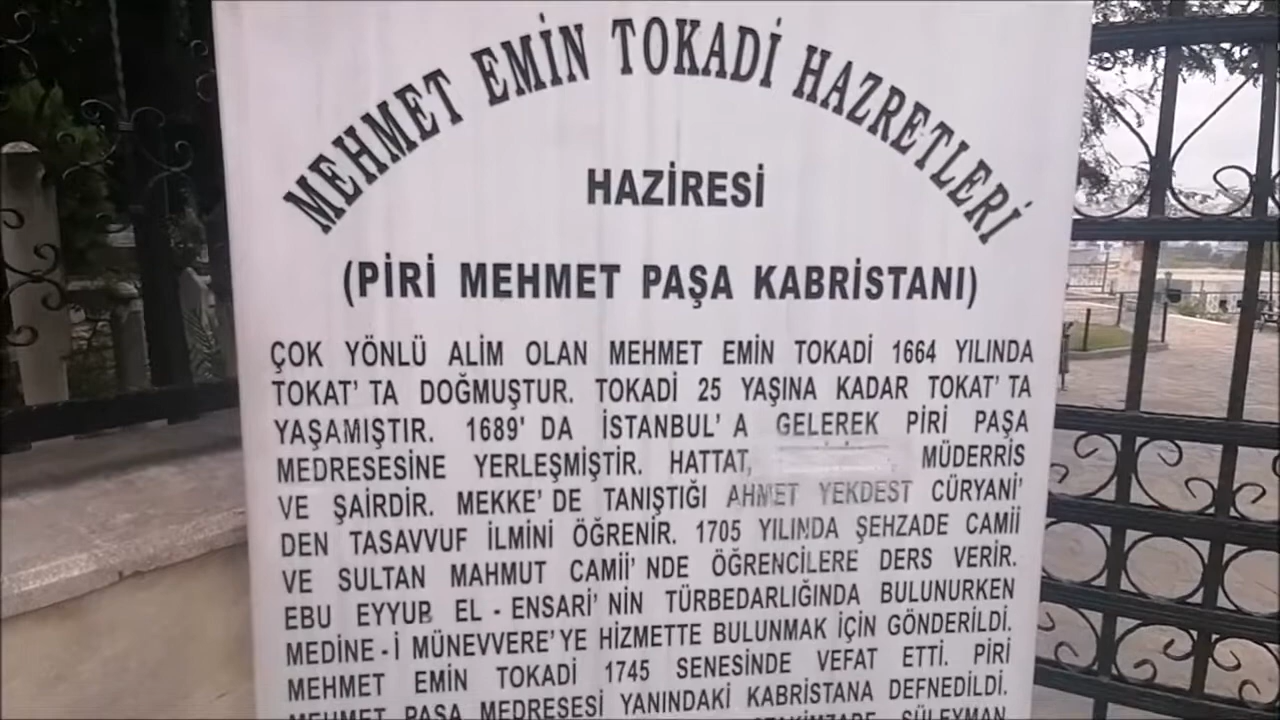 MEHMET EMİN TOKADİ HAZRETLERİ
HAZİRESİ
(PİRİ MEHMET PAŞA KABRİSTANI)
ÇOK YÖNLÜ ALİM OLAN MEHMET EMİN TOKADİ 1664 YILINDA
TOKAT' TA DOĞMUŞTUR. TOKADİ 25 YAŞINA KADAR TOKAT' TA
YAŞAMIŞTIR. 1689' DA İSTANBUL' A GELEREK PİRİ PAŞA
MEDRESESİNE YERLEŞMİŞTİR. HATTAT, MÜDERRİS
VE ŞAİRDİR. MEKKE' DE TANIŞTIĞI AHMET YEKDEST CÜRYANİ'
DEN TASAVVUF İLMİNİ ÖĞRENİR. 1705 YILINDA ŞEHZADE CAMİİ
VE SULTAN MAHMUT CAMİİ' NDE ÖĞRENCİLERE DERS VERİR.
EBU EYYUB EL - ENSARİ' NİN TÜRBEDARLIĞINDA BULUNURKEN
MEDİNE - İ MÜNEVVERE' YE HİZMETTE BULUNMAK İÇİN GÖNDERİLDİ.
MEHMET EMİN TOKADİ 1745 SENESİNDE VEFAT ETTİ. PİRİ
MEHMET PAŞA MEDRESESİ YANINDAKİ KABRİSTANA DEFNEDİLDİ.
SÜLEYMAN